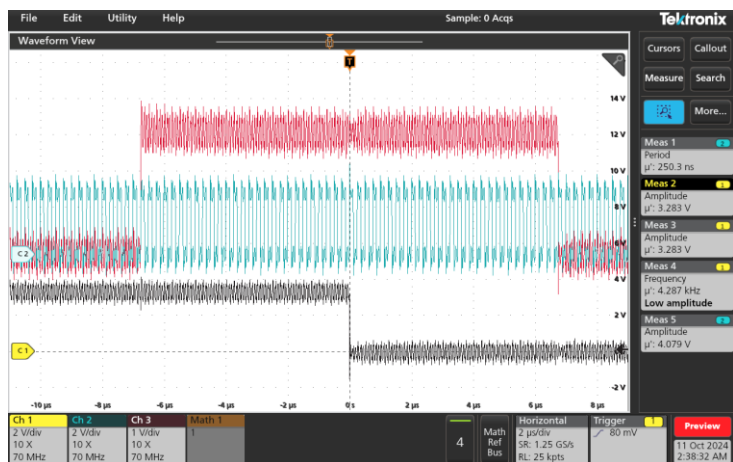 File Edit Utility Help Sample: 0 Acqs Tektronix
Waveform View
T
Cursors Callout
Measure Search
More...
14 V
12 V
10 V
8 V
6 V
4 V
2 V
-2 V
C2
C1
-10 µs -8 µs -6 µs -4 µs -2 µs 0 s 2 µs 4 µs 6 µs 8 µs
Meas 1 2
Period
µ': 250.3 ns
Meas 2 1
Amplitude
µ': 3.283 V
Meas 3 1
Amplitude
µ': 3.283 V
Meas 4 1
Frequency
µ': 4.287 kHz
Low amplitude
Meas 5 2
Amplitude
µ': 4.079 V
Ch 1
2 V/div
10 X
70 MHz
Ch 2
2 V/div
10 X
70 MHz
Ch 3
1 V/div
10 X
70 MHz
Math 1
1
4
Math
Ref
Bus
Horizontal
2 µs/div
SR: 1.25 GS/s
RL: 25 kpts
Trigger 1
80 mV
Preview
11 Oct 2024
2:38:32 AM